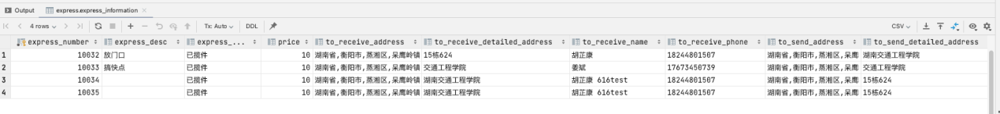 Output express.express_information
4 rows Tx: Auto DDL CSV
express_number express_desc express_... price to_receive_address to_receive_detailed_address to_receive_name to_receive_phone to_send_address to_send_detailed_address
1 10032 放门口 已揽件 10 湖南省,衡阳市,蒸湘区,呆鹰岭镇 15栋624 胡芷康 18244801507 湖南省,衡阳市,蒸湘区,呆鹰 湖南交通工程学院
2 10033 搞快点 已揽件 10 湖南省,衡阳市,蒸湘区,呆鹰岭镇 交通工程学院 姜斌 17673450739 湖南省,衡阳市,蒸湘区,呆鹰 交通工程学院
3 10034 已揽件 10 湖南省,衡阳市,蒸湘区,呆鹰岭镇 湖南交通工程学院 胡芷康 616test 18244801507 湖南省,衡阳市,蒸湘区,呆鹰 15栋624
4 10035 已揽件 10 湖南省,衡阳市,蒸湘区,呆鹰岭镇 湖南交通工程学院 胡芷康 616test 18244801507 湖南省,衡阳市,蒸湘区,呆鹰 15栋624